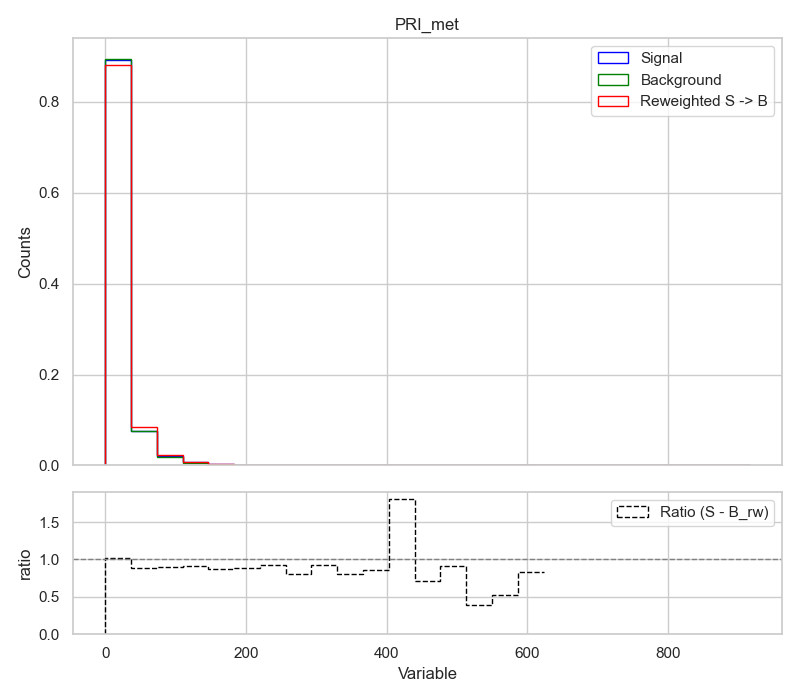 PRI_met
Signal
Background
Reweighted S -> B
0.8
0.6
0.4
0.2
0.0
Counts
Ratio (S - B_rw)
1.5
1.0
0.5
0.0
ratio
0 200 400 600 800
Variable